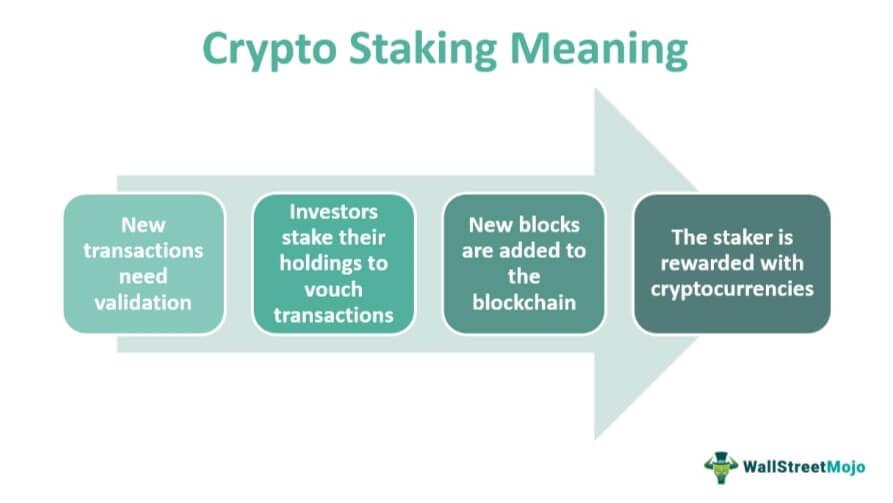 Crypto Staking Meaning
New
transactions
need
validation
Investors
stake their
holdings to
vouch
transactions
New blocks
are added to
the
blockchain
The staker is
rewarded with
cryptocurrencies
WallStreetMojo